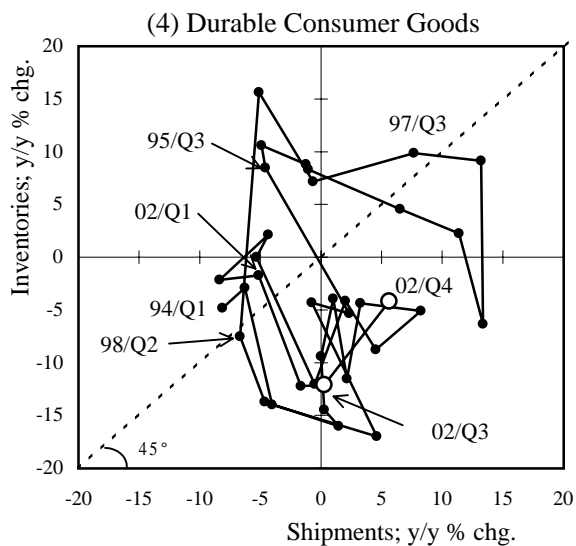 (4) Durable Consumer Goods
Inventories; y/y % chg.
20
15
10
5
0
-5
-10
-15
-20
97/Q3
95/Q3
02/Q1
02/Q4
94/Q1
98/Q2
02/Q3
45°
-20 -15 -10 -5 0 5 10 15 20
Shipments; y/y % chg.